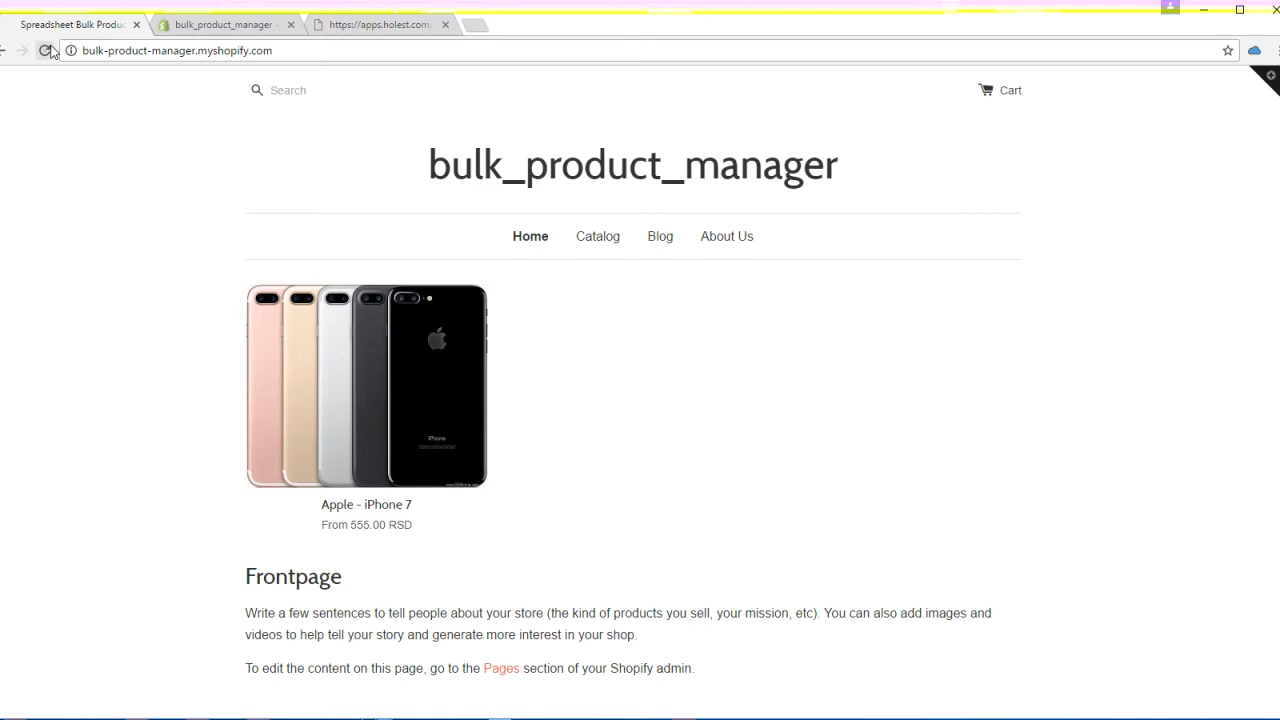 Spreadsheet Bulk Produc
bulk_product_manager -
https://apps.holest.com/
bulk-product-manager.myshopify.com
Search
Cart
bulk_product_manager
Home
Catalog
Blog
About Us
iPhone
Apple - iPhone 7
From 555.00 RSD
Frontpage
Write a few sentences to tell people about your store (the kind of products you sell, your mission, etc). You can also add images and
videos to help tell your story and generate more interest in your shop.
To edit the content on this page, go to the Pages section of your Shopify admin.